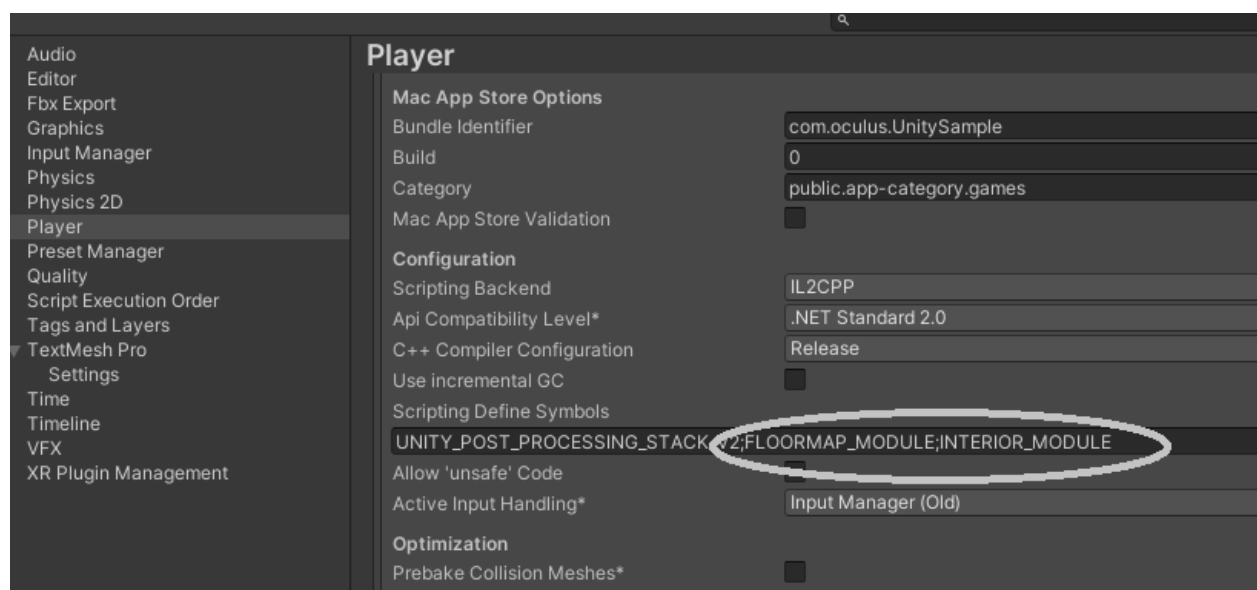 Audio
Editor
Fbx Export
Graphics
Input Manager
Physics
Physics 2D
Player
Preset Manager
Quality
Script Execution Order
Tags and Layers
TextMesh Pro
Settings
Time
Timeline
VFX
XR Plugin Management
Player
Mac App Store Options
Bundle Identifier com.oculus.UnitySample
Build 0
Category public.app-category.games
Mac App Store Validation
Configuration
Scripting Backend IL2CPP
Api Compatibility Level* .NET Standard 2.0
C++ Compiler Configuration Release
Use incremental GC
Scripting Define Symbols
UNITY_POST_PROCESSING_STACK_V2;FLOORMAP_MODULE;INTERIOR_MODULE
Allow 'unsafe' Code
Active Input Handling* Input Manager (Old)
Optimization
Prebake Collision Meshes*